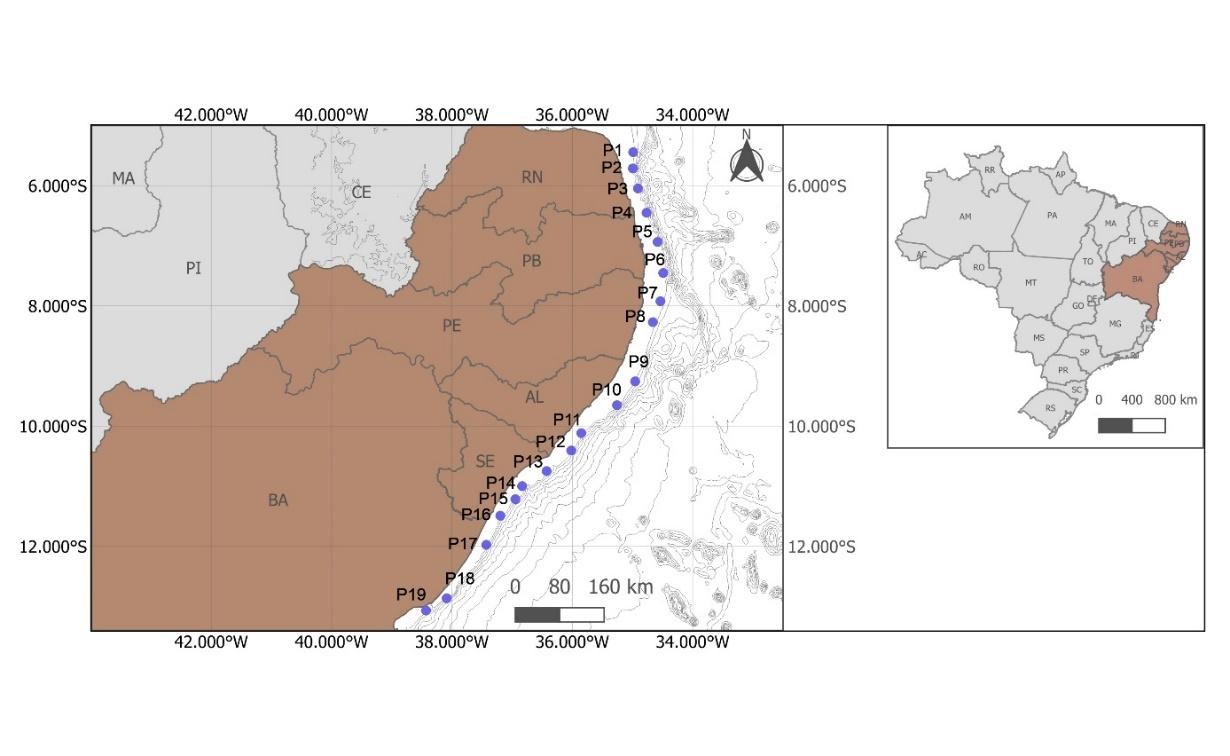 42.000°W 40.000°W 38.000°W 36.000°W 34.000°W
N
P1
P2
MA
CE
RN
6.000°S
P3
6.000°S
P4
P5
PI
PB
P6
P7
8.000°S
8.000°S
PE
P8
P9
AL
P10
10.000°S
P11
10.000°S
P12
SE
P13
P14
BA
P15
P16
12.000°S
P17
12.000°S
P18
P19
0 80 160 km
42.000°W 40.000°W 38.000°W 36.000°W 34.000°W
RR
AP
AM
PA
MA
CE
RN
PI
AC
RO
TO
MT
BA
DF
GO
MG
ES
MS
SP
RJ
PR
SC
RS
0 400 800 km